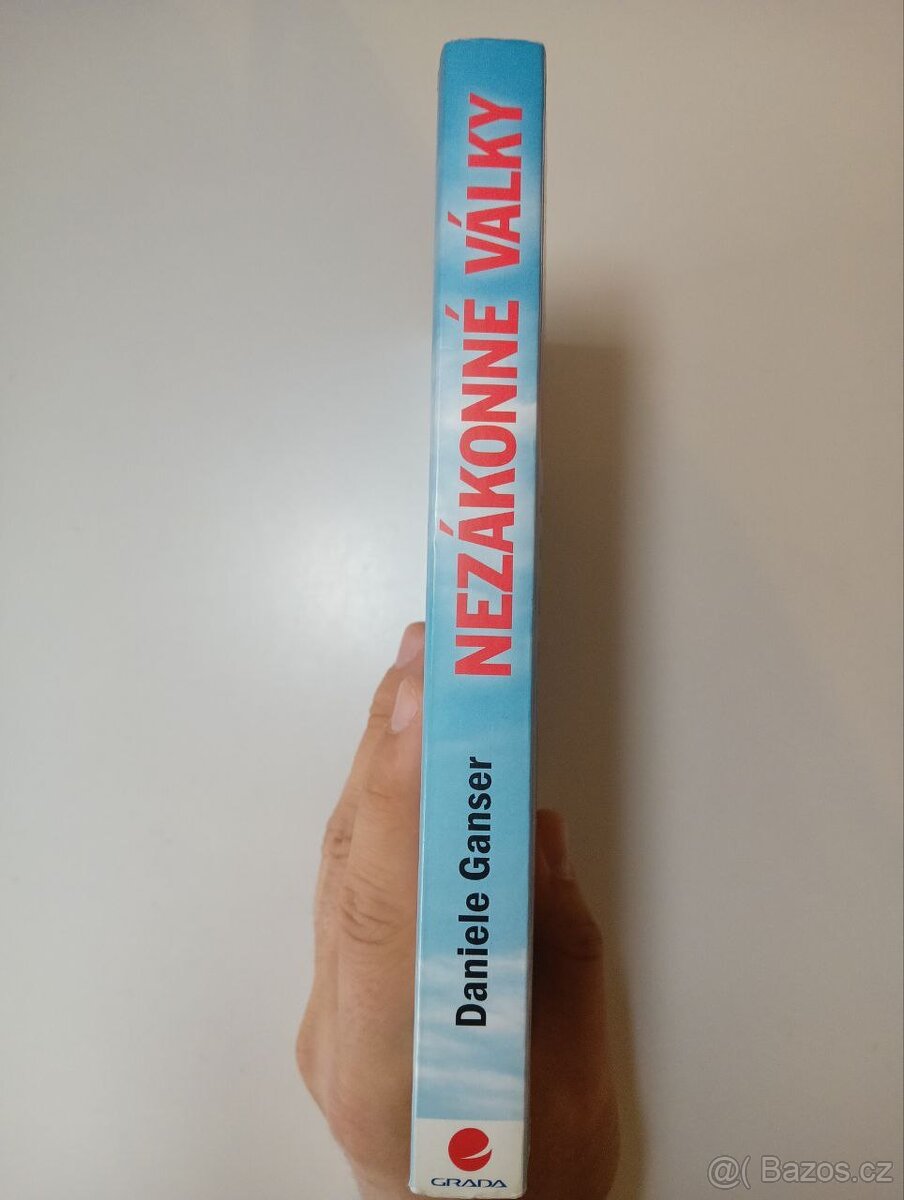 Daniele Ganser NEZÁKONNÉ VÁLKY
GRADA
@( Bazos.cz